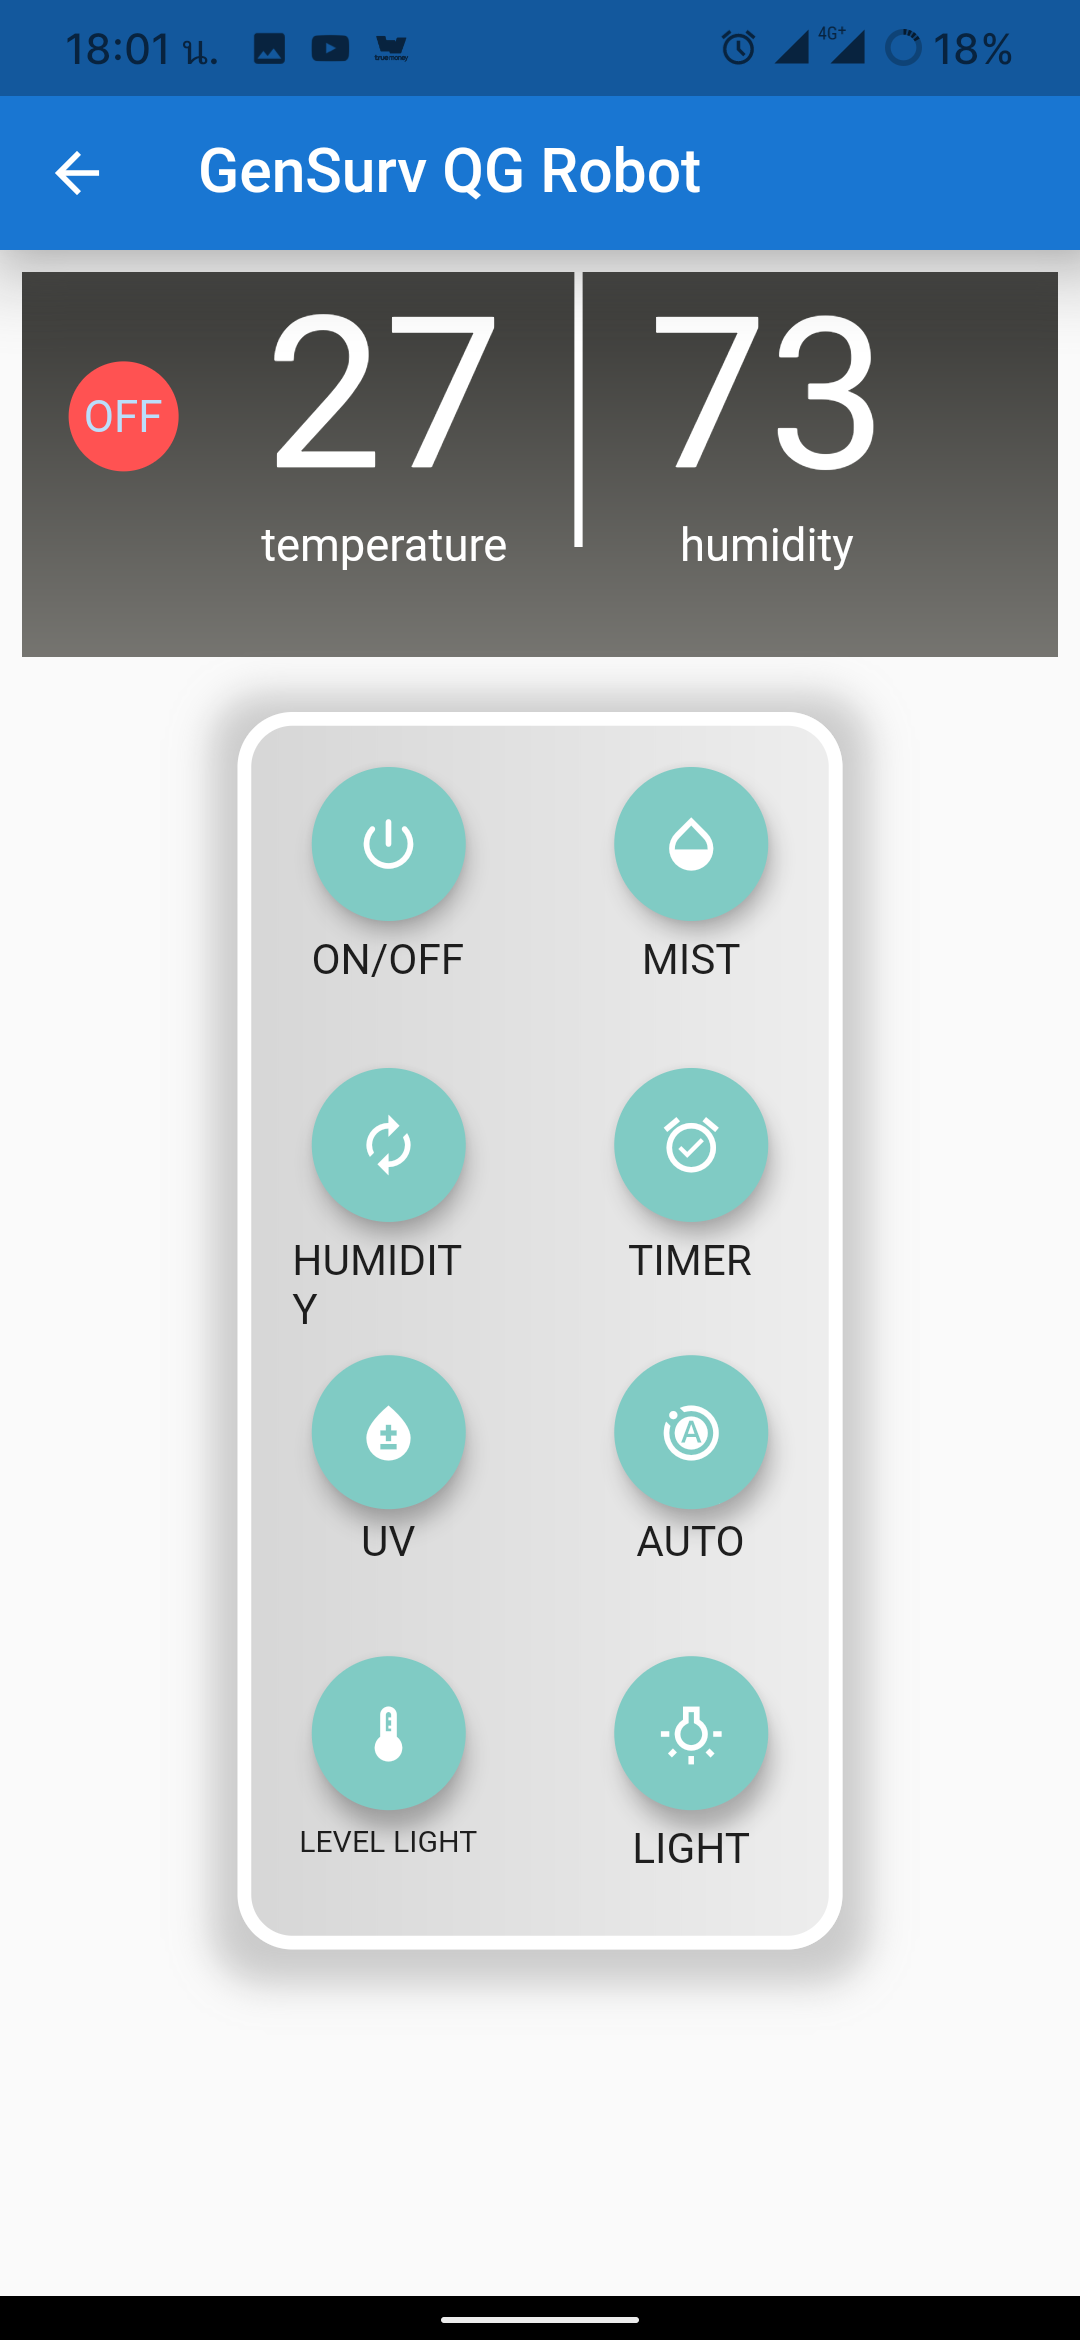 18:01 น.
truemoney
4G+
18%
GenSurv QG Robot
OFF
27
73
temperature
humidity
ON/OFF
MIST
HUMIDIT
Y
TIMER
A
UV
AUTO
LEVEL LIGHT
LIGHT